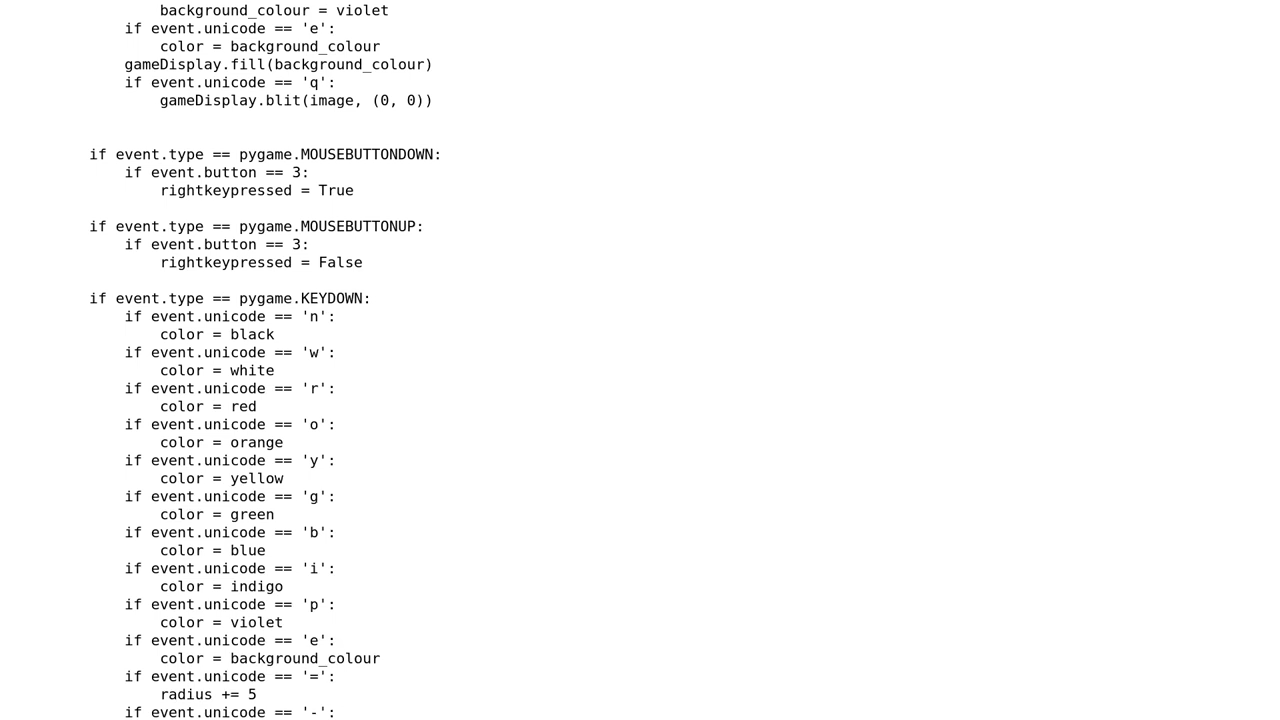 background_colour = violet
        if event.unicode == 'e':
            color = background_colour
        gameDisplay.fill(background_colour)
        if event.unicode == 'q':
            gameDisplay.blit(image, (0, 0))


    if event.type == pygame.MOUSEBUTTONDOWN:
        if event.button == 3:
            rightkeypressed = True

    if event.type == pygame.MOUSEBUTTONUP:
        if event.button == 3:
            rightkeypressed = False

    if event.type == pygame.KEYDOWN:
        if event.unicode == 'n':
            color = black
        if event.unicode == 'w':
            color = white
        if event.unicode == 'r':
            color = red
        if event.unicode == 'o':
            color = orange
        if event.unicode == 'y':
            color = yellow
        if event.unicode == 'g':
            color = green
        if event.unicode == 'b':
            color = blue
        if event.unicode == 'i':
            color = indigo
        if event.unicode == 'p':
            color = violet
        if event.unicode == 'e':
            color = background_colour
        if event.unicode == '=':
            radius += 5
        if event.unicode == '-':